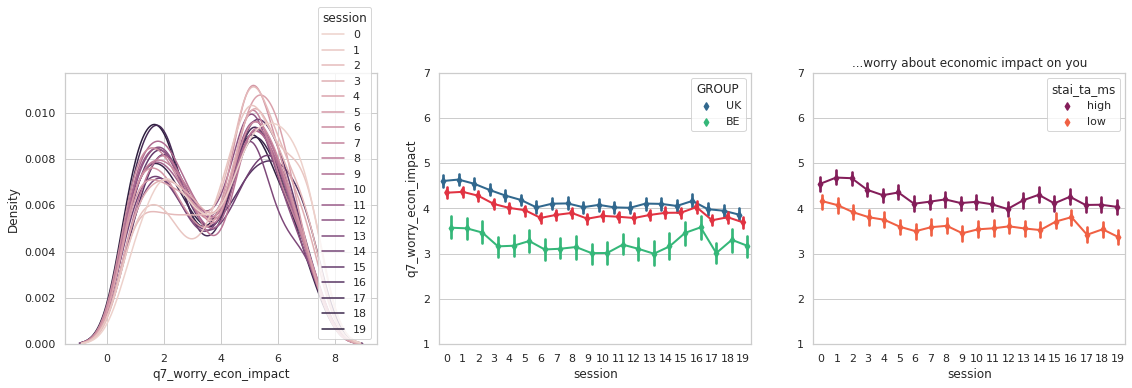 session
0
1
2
3
4
5
6
7
8
9
10
11
12
13
14
15
16
17
18
19
0.010
0.008
0.006
0.004
0.002
0.000
Density
0 2 4 6 8
q7_worry_econ_impact
7
6
5
4
3
2
1
q7_worry_econ_impact
GROUP
UK
BE
0 1 2 3 4 5 6 7 8 9 10 11 12 13 14 15 16 17 18 19
session
...worry about economic impact on you
7
6
5
4
3
2
1
stai_ta_ms
high
low
0 1 2 3 4 5 6 7 8 9 10 11 12 13 14 15 16 17 18 19
session